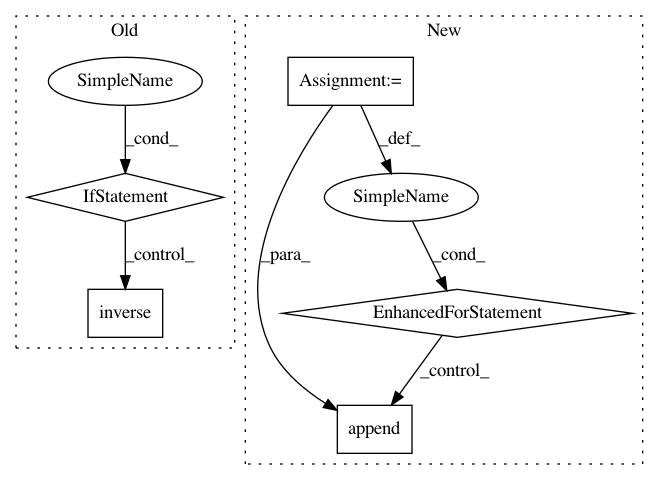 Old
New
SimpleName
Assignment:=
_cond_
_def_
IfStatement
SimpleName
_control_
_para_
_cond_
inverse
EnhancedForStatement
_control_
append